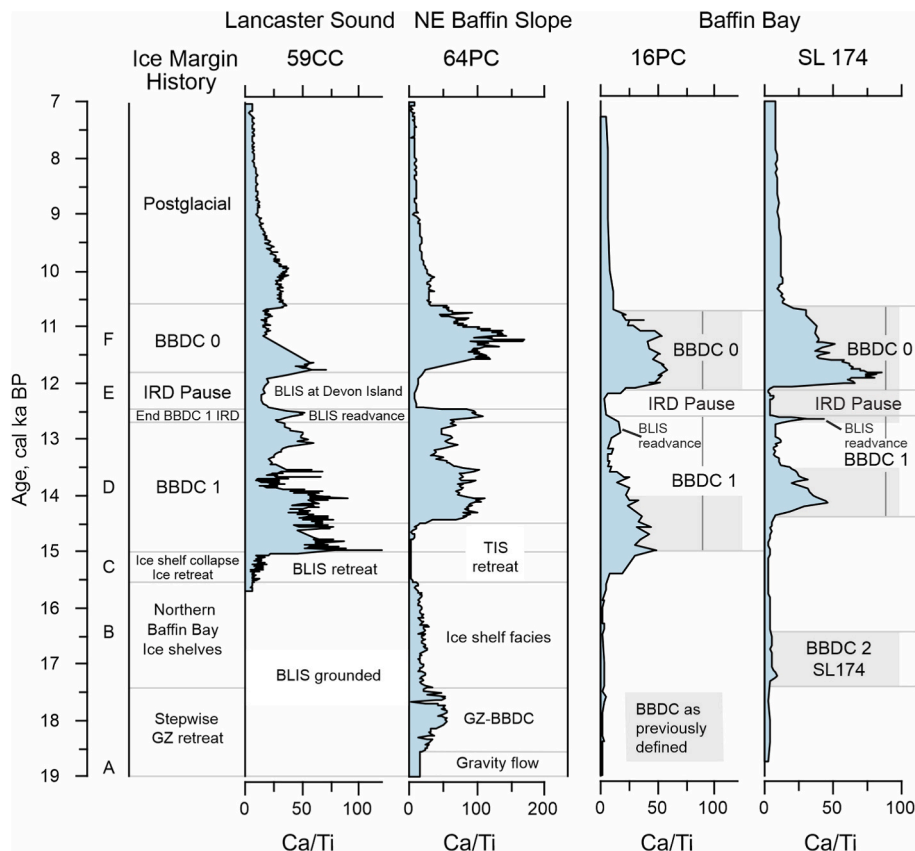 Lancaster Sound NE Baffin Slope Baffin Bay
Ice Margin
History
59CC 64PC 16PC SL 174
7
8
9
10
11
12
13
14
15
16
17
18
19
Age, cal ka BP
F
E
D
C
B
A
Postglacial
BBDC 0
IRD Pause
End BBDC 1 IRD
BBDC 1
Ice shelf collapse
Ice retreat
Northern
Baffin Bay
Ice shelves
Stepwise
GZ retreat
BLIS at Devon Island
BLIS readvance
BLIS retreat
BLIS grounded
TIS
retreat
Ice shelf facies
GZ-BBDC
Gravity flow
BBDC 0
IRD Pause
BLIS
readvance
BBDC 1
BBDC as
previously
defined
BBDC 0
IRD Pause
BLIS
readvance
BBDC 1
BBDC 2
SL174
0 50 100 0 100 200 0 50 100 0 50 100
Ca/Ti Ca/Ti Ca/Ti Ca/Ti